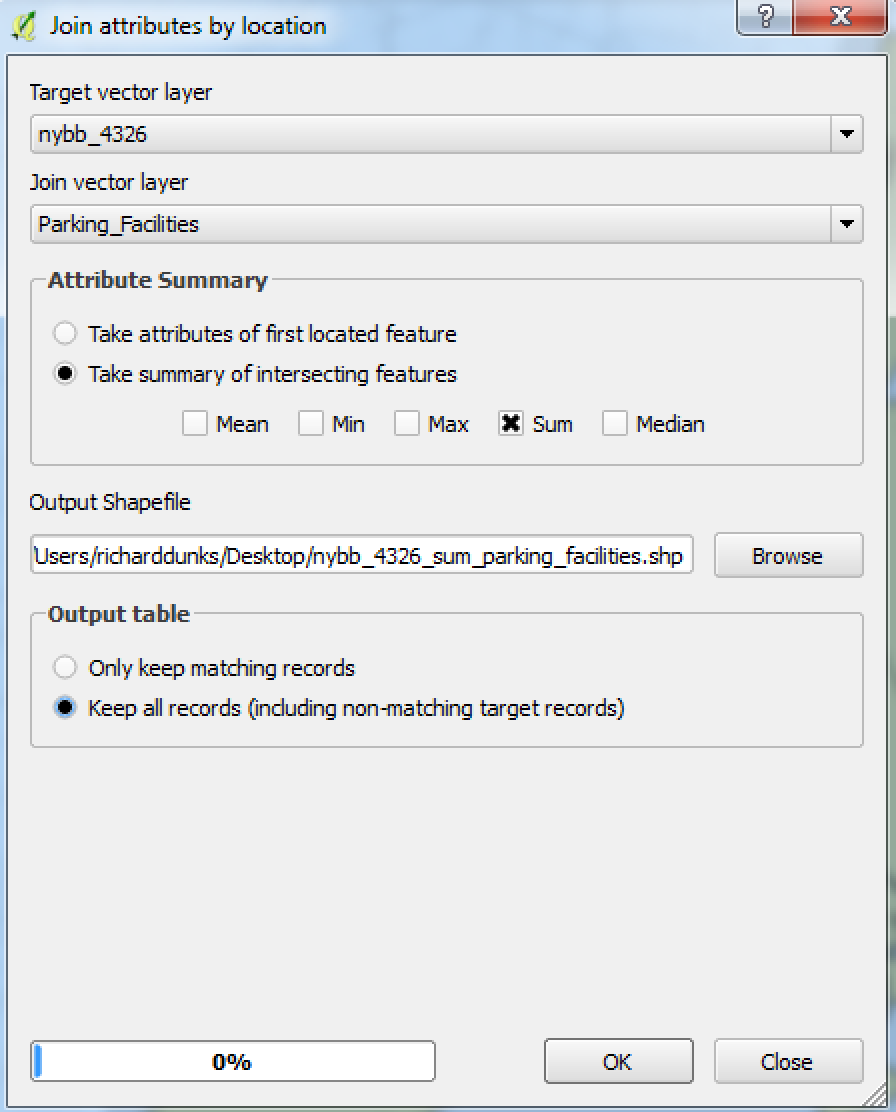 Join attributes by location
?
Target vector layer
nybb_4326
Join vector layer
Parking_Facilities
Attribute Summary
Take attributes of first located feature
Take summary of intersecting features
Mean Min Max Sum Median
Output Shapefile
Users/richarddunks/Desktop/nybb_4326_sum_parking_facilities.shp Browse
Output table
Only keep matching records
Keep all records (including non-matching target records)
0% OK Close